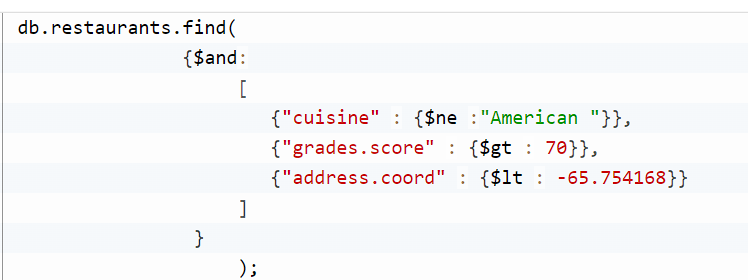 db.restaurants.find(
{$and:
[
{"cuisine" : {$ne :"American "}},
{"grades.score" : {$gt : 70}},
{"address.coord" : {$lt : -65.754168}}
]
}
);